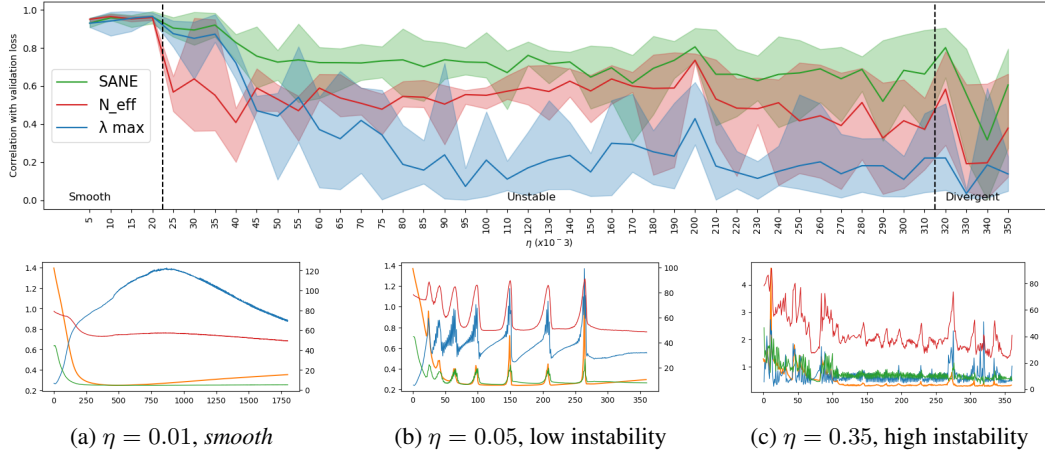 Correlation with validation loss
1.0
0.8
0.6
0.4
0.2
0.0
SANE
N_eff
λ max
Smooth
Unstable
Divergent
5 10 15 20 25 30 35 40 45 50 55 60 65 70 75 80 85 90 95 100 110 120 130 140 150 160 170 180 190 200 210 220 230 240 250 260 270 280 290 300 310 320 330 340 350
η (x10^-3)
1.4
1.2
1.0
0.8
0.6
0.4
0.2
120
100
80
60
40
20
0
0 250 500 750 1000 1250 1500 1750
1.4
1.2
1.0
0.8
0.6
0.4
0.2
100
80
60
40
20
0 50 100 150 200 250 300 350
4
3
2
1
80
60
40
20
0
0 50 100 150 200 250 300 350
(a) η = 0.01, smooth
(b) η = 0.05, low instability
(c) η = 0.35, high instability